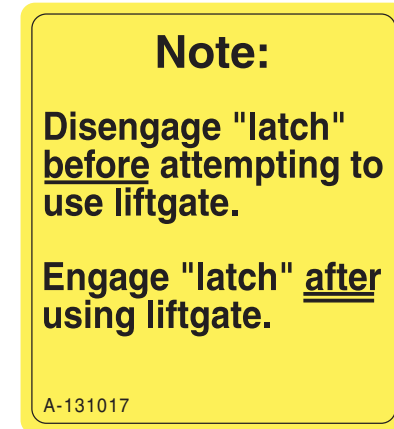 Note:
Disengage "latch"
before attempting to
use liftgate.
Engage "latch" after
using liftgate.
A-131017